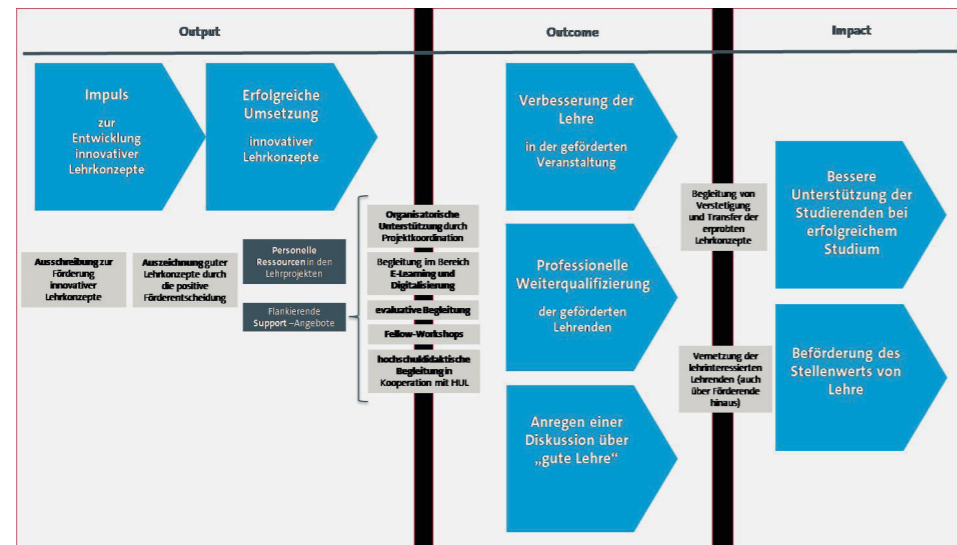 Output
Outcome
Impact
Impuls
zur
Entwicklung
innovativer
Lehrkonzepte
Erfolgreiche
Umsetzung
innovativer
Lehrkonzepte
Ausschreibung zur
Förderung
innovativer
Lehrkonzepte
Auszeichnung guter
Lehrkonzepte durch
die positive
Förderentscheidung
Personelle
Ressourcen in den
Lehrprojekten
Flankierende
Support –Angebote
Organisatorische
Unterstützung durch
Projektkoordination
Begleitung im Bereich
E-Learning und
Digitalisierung
evaluative Begleitung
Fellow-Workshops
hochschuldidaktische
Begleitung in
Kooperation mit HUL
Verbesserung der
Lehre
in der geförderten
Veranstaltung
Professionelle
Weiterqualifizierung
der geförderten
Lehrenden
Anregen einer
Diskussion über
„gute Lehre“
Begleitung von
Verstetigung
und Transfer der
erprobten
Lehrkonzepte
Vernetzung der
lehrinteressierten
Lehrenden (auch
über Förderende
hinaus)
Bessere
Unterstützung der
Studierenden bei
erfolgreichem
Studium
Beförderung des
Stellenwerts von
Lehre